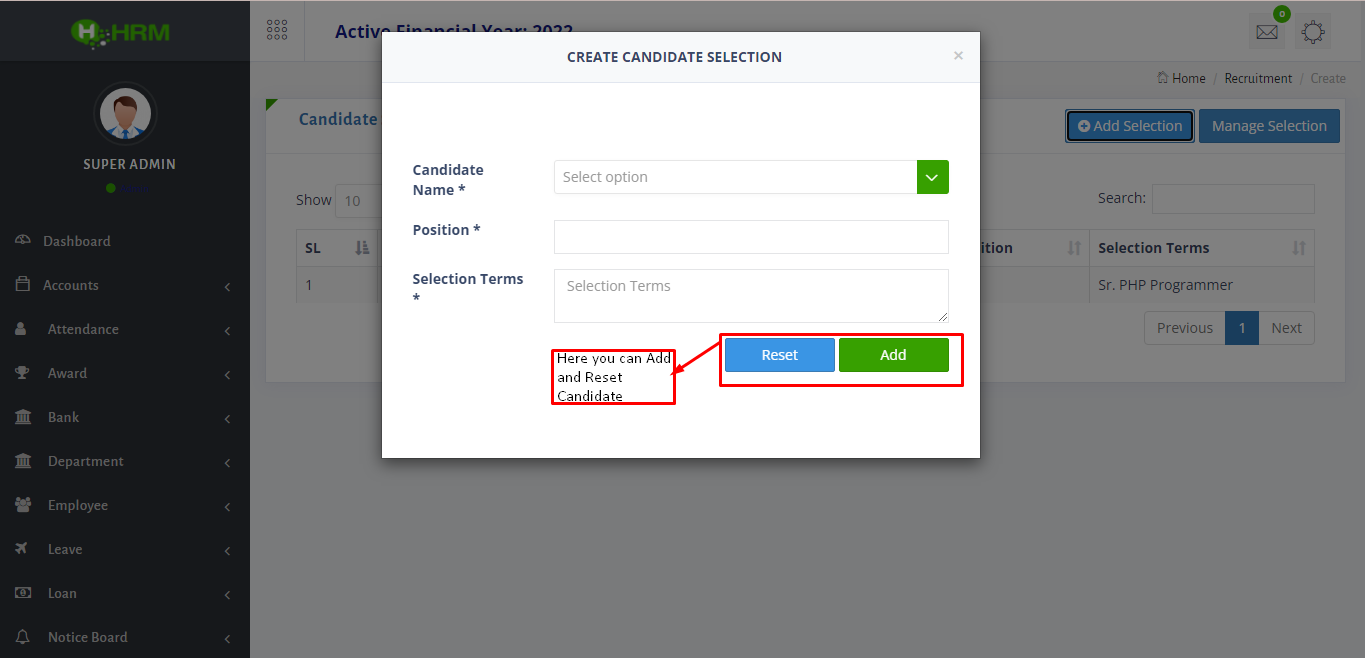 HRM
Active Financial Year: 2022
0
CREATE CANDIDATE SELECTION
×
Home / Recruitment / Create
Candidate
Add Selection
Manage Selection
SUPER ADMIN
Candidate
Name *
Select option
Show 10
Search:
Position *
SL
ition
Selection Terms
Selection Terms
*
Selection Terms
1
Sr. PHP Programmer
Previous 1 Next
Reset
Add
Here you can Add
and Reset
Candidate
Dashboard
Accounts
Attendance
Award
Bank
Department
Employee
Leave
Loan
Notice Board